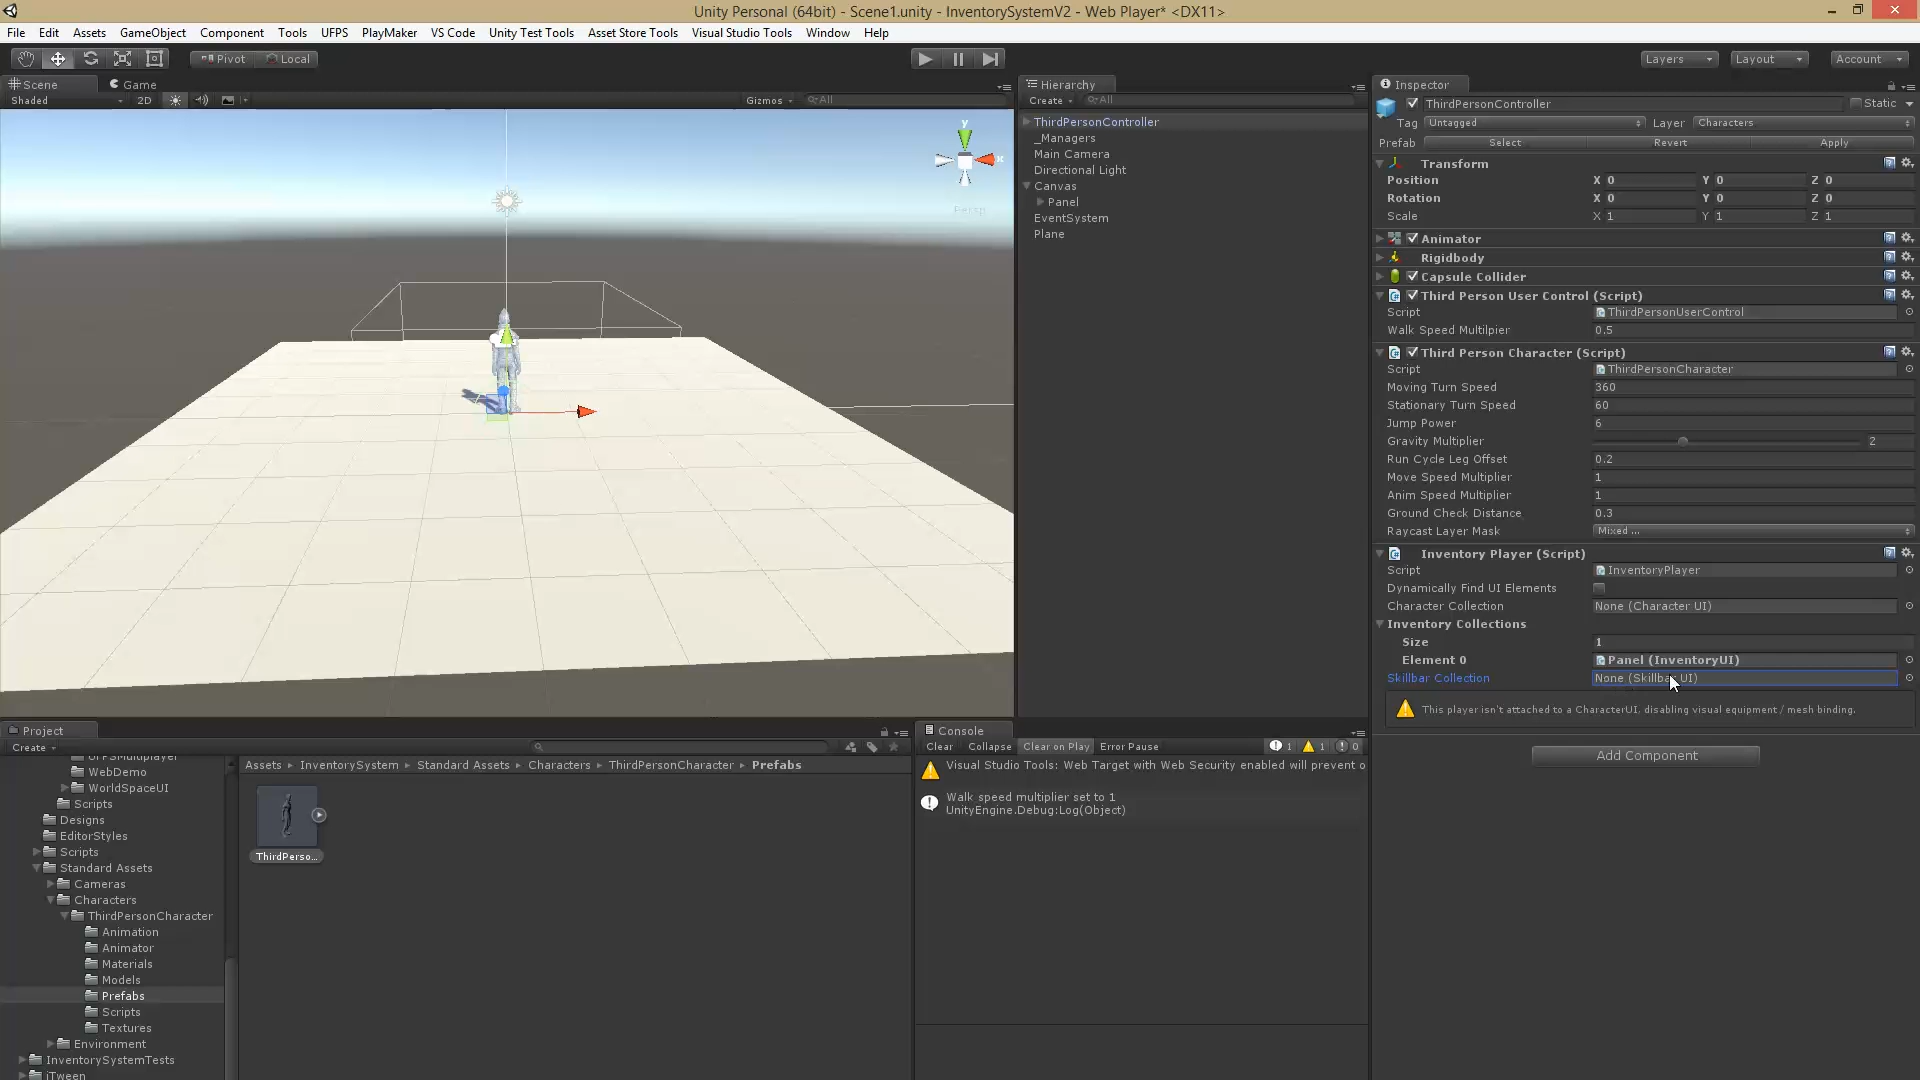 Unity Personal (64bit) - Scene1.unity - InventorySystemV2 - Web Player* <DX11>
File Edit Assets GameObject Component Tools UFPS PlayMaker VS Code Unity Test Tools Asset Store Tools Visual Studio Tools Window Help
Pivot Local Layers Layout Account
Scene Game
Shaded 2D Gizmos All
y
x
Persp
Hierarchy
Create All
ThirdPersonController
_Managers
Main Camera
Directional Light
Canvas
Panel
EventSystem
Plane
Inspector
ThirdPersonController Static
Tag Untagged Layer Characters
Prefab Select Revert Apply
Transform
Position X 0 Y 0 Z 0
Rotation X 0 Y 0 Z 0
Scale X 1 Y 1 Z 1
Animator
Rigidbody
Capsule Collider
Third Person User Control (Script)
Script ThirdPersonUserControl
Walk Speed Multilpier 0.5
Third Person Character (Script)
Script ThirdPersonCharacter
Moving Turn Speed 360
Stationary Turn Speed 60
Jump Power 6
Gravity Multiplier 2
Run Cycle Leg Offset 0.2
Move Speed Multiplier 1
Anim Speed Multiplier 1
Ground Check Distance 0.3
Raycast Layer Mask Mixed ...
Inventory Player (Script)
Script InventoryPlayer
Dynamically Find UI Elements
Character Collection None (Character UI)
Inventory Collections
Size 1
Element 0 Panel (InventoryUI)
Skillbar Collection None (Skillbar UI)
This player isn't attached to a CharacterUI, disabling visual equipment / mesh binding.
Add Component
Project
Create
UFPSMultiplayer
WebDemo
WorldSpaceUI
Scripts
Designs
EditorStyles
Scripts
Standard Assets
Cameras
Characters
ThirdPersonCharacter
Animation
Animator
Materials
Models
Prefabs
Scripts
Textures
Environment
InventorySystemTests
iTween
Assets InventorySystem Standard Assets Characters ThirdPersonCharacter Prefabs
ThirdPerso...
Console
Clear Collapse Clear on Play Error Pause 1 1 0
Visual Studio Tools: Web Target with Web Security enabled will prevent o
Walk speed multiplier set to 1
UnityEngine.Debug:Log(Object)